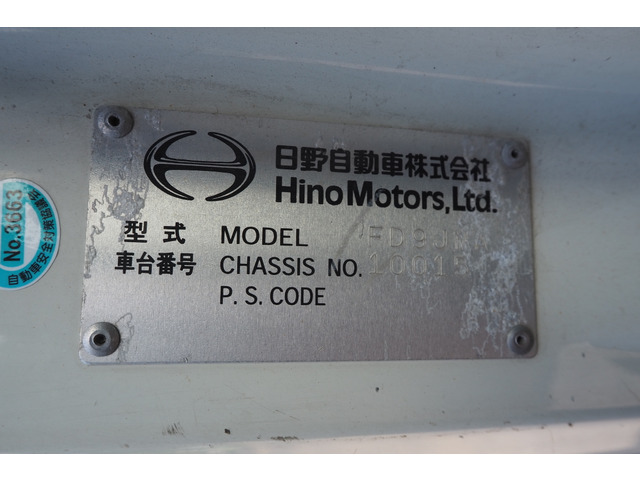 日野自動車株式会社
Hino Motors, Ltd.
型式 MODEL FD9JM
車台番号 CHASSIS NO.
P. S. CODE
No.3663